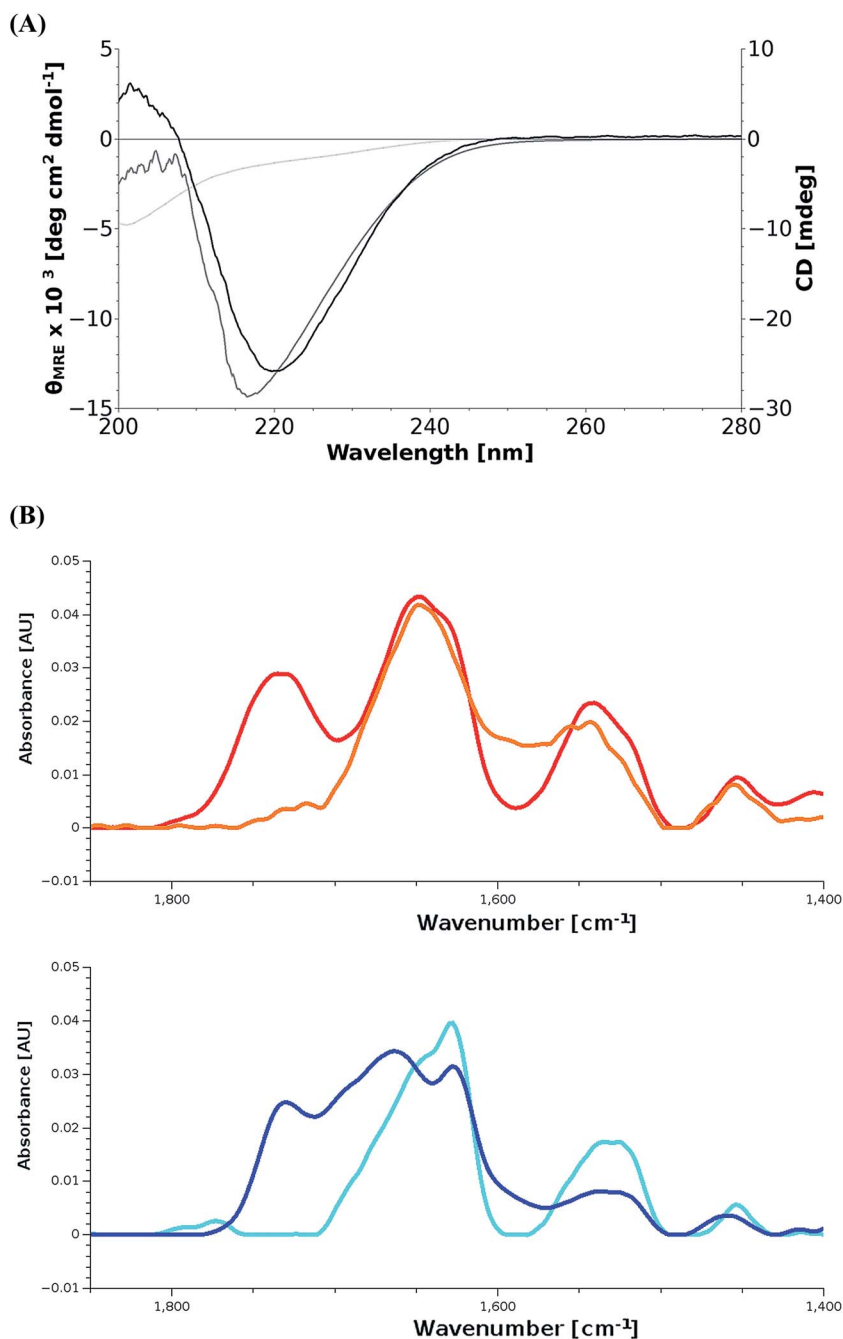 (A)
5
0
−5
−10
−15
θMRE x 10 3 [deg cm2 dmol-1]
10
0
−10
−20
−30
CD [mdeg]
200 220 240 260 280
Wavelength [nm]
(B)
0.05
0.04
0.03
0.02
0.01
0
−0.01
Absorbance [AU]
1,800 1,600 1,400
Wavenumber [cm-1]
0.05
0.04
0.03
0.02
0.01
0
−0.01
Absorbance [AU]
1,800 1,600 1,400
Wavenumber [cm-1]